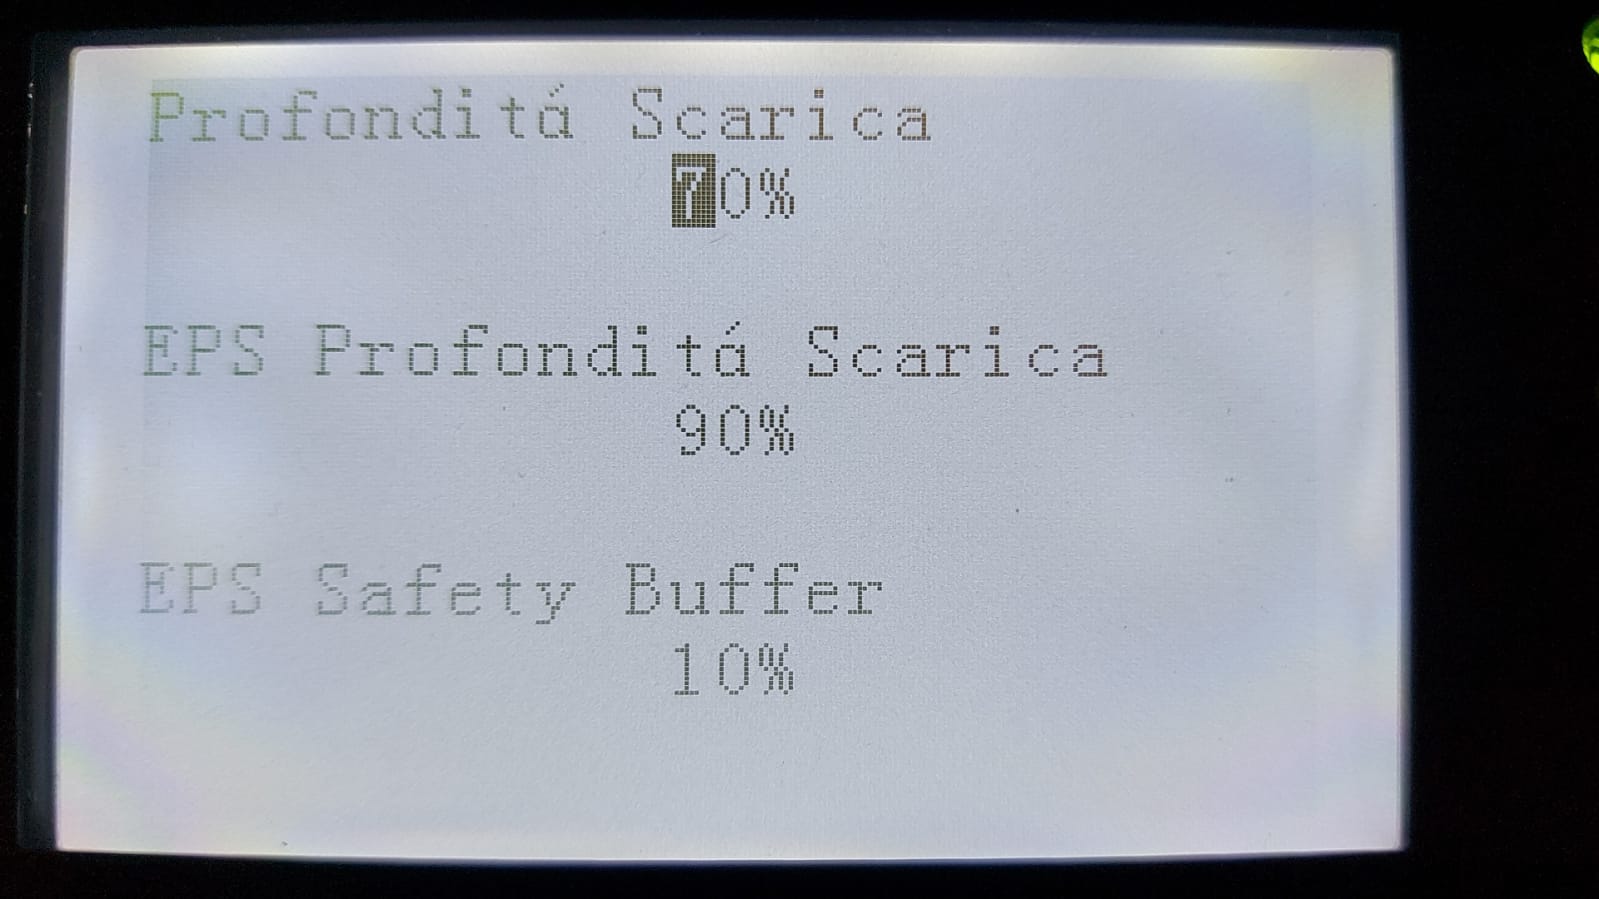 Profonditá Scarica
70%
EPS Profonditá Scarica
90%
EPS Safety Buffer
10%